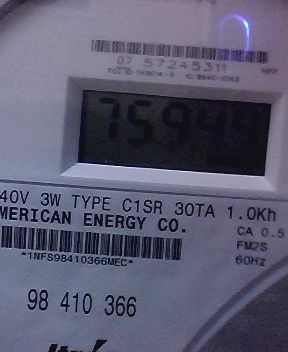 07 57245311
75949
40V 3W TYPE C1SR 30TA 1.0Kh
MERICAN ENERGY CO.
CA 0.5
FM2S
60Hz
*1NFS98410366MEC*
98 410 366